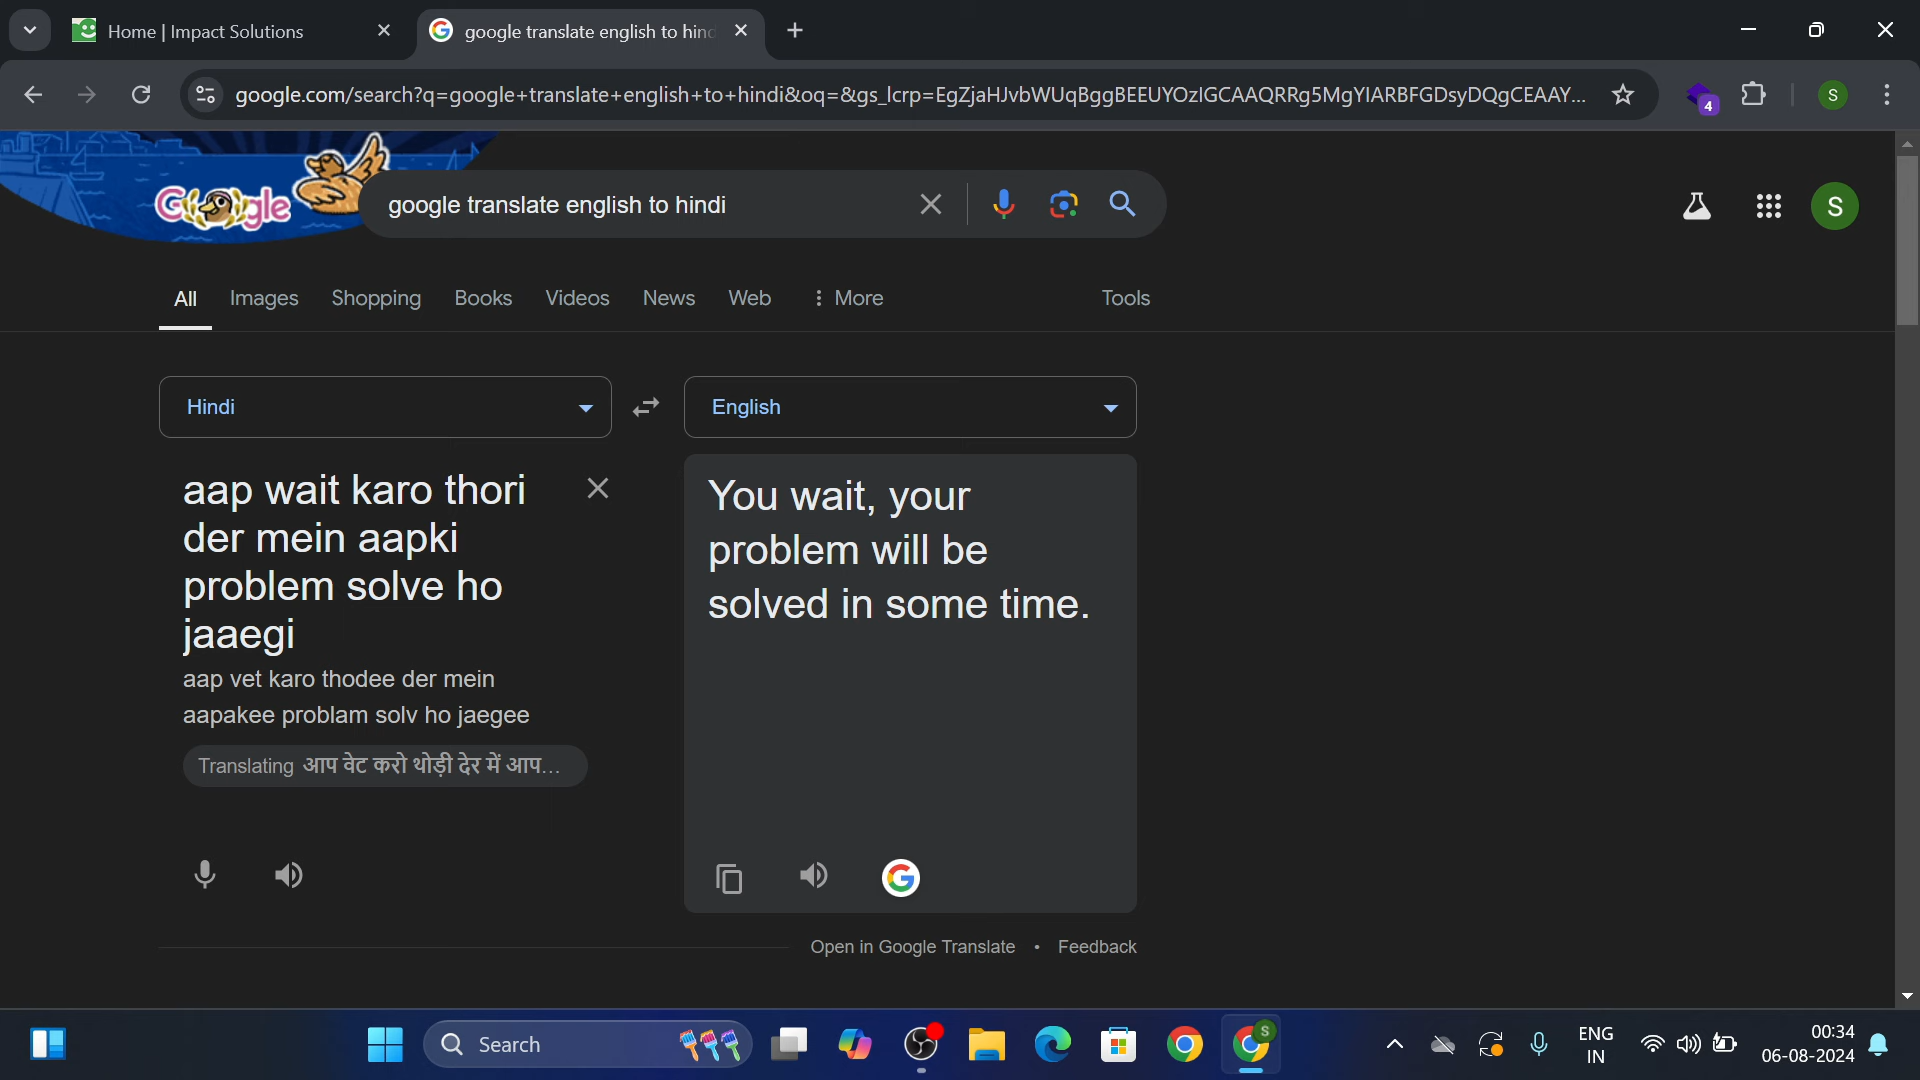 Home | Impact Solutions
google translate english to hind
google.com/search?q=google+translate+english+to+hindi&oq=&gs_lcrp=EgZjaHJvbWUqBggBEEUYOzIGCAAQRRg5MgYIARBFGDsyDQgCEAAY...
4
S
Google
google translate english to hindi
S
All Images Shopping Books Videos News Web More Tools
Hindi
English
aap wait karo thori
der mein aapki
problem solve ho
jaaegi
aap vet karo thodee der mein
aapakee problam solv ho jaegee
Translating आप वेट करो थोड़ी देर में आप...
You wait, your
problem will be
solved in some time.
Open in Google Translate • Feedback
Search
S
ENG
IN
00:34
06-08-2024